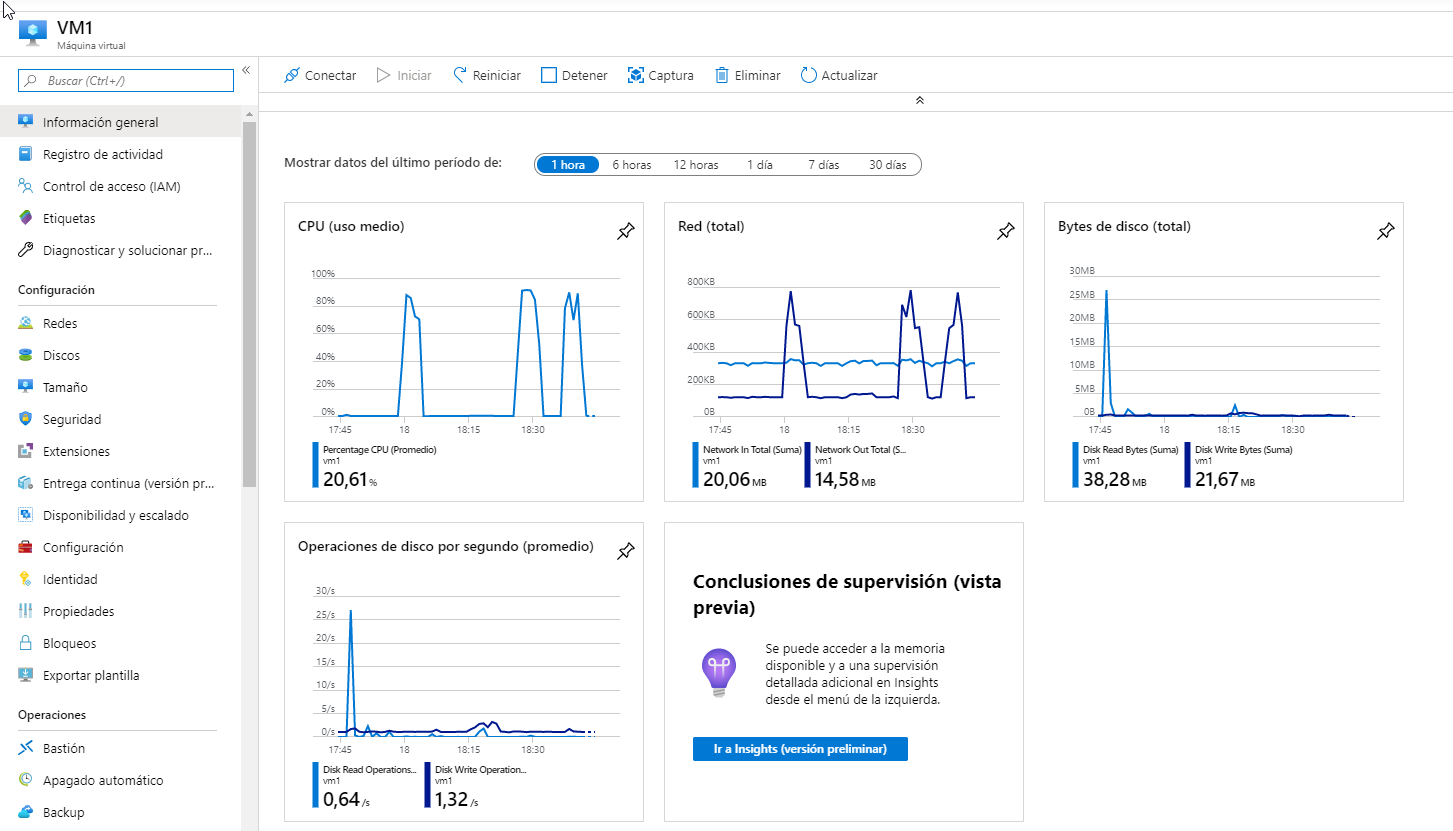 VM1
Máquina virtual
Buscar (Ctrl+/)
«
Información general
Registro de actividad
Control de acceso (IAM)
Etiquetas
Diagnosticar y solucionar pr...
Configuración
Redes
Discos
Tamaño
Seguridad
Extensiones
Entrega continua (versión pr...
Disponibilidad y escalado
Configuración
Identidad
Propiedades
Bloqueos
Exportar plantilla
Operaciones
Bastión
Apagado automático
Backup
Conectar Iniciar Reiniciar Detener Captura Eliminar Actualizar
Mostrar datos del último período de: 1 hora 6 horas 12 horas 1 día 7 días 30 días
CPU (uso medio)
100%
80%
60%
40%
20%
0%
17:45 18 18:15 18:30
Percentage CPU (Promedio)
vm1
20,61 %
Red (total)
800KB
600KB
400KB
200KB
0B
17:45 18 18:15 18:30
Network In Total (Suma) Network Out Total (S...
vm1 vm1
20,06 MB 14,58 MB
Bytes de disco (total)
30MB
25MB
20MB
15MB
10MB
5MB
0B
17:45 18 18:15 18:30
Disk Read Bytes (Suma) Disk Write Bytes (Suma)
vm1 vm1
38,28 MB 21,67 MB
Operaciones de disco por segundo (promedio)
30/s
25/s
20/s
15/s
10/s
5/s
0/s
17:45 18 18:15 18:30
Disk Read Operations... Disk Write Operation...
vm1 vm1
0,64 /s 1,32 /s
Conclusiones de supervisión (vista
previa)
Se puede acceder a la memoria
disponible y a una supervisión
detallada adicional en Insights
desde el menú de la izquierda.
Ir a Insights (versión preliminar)